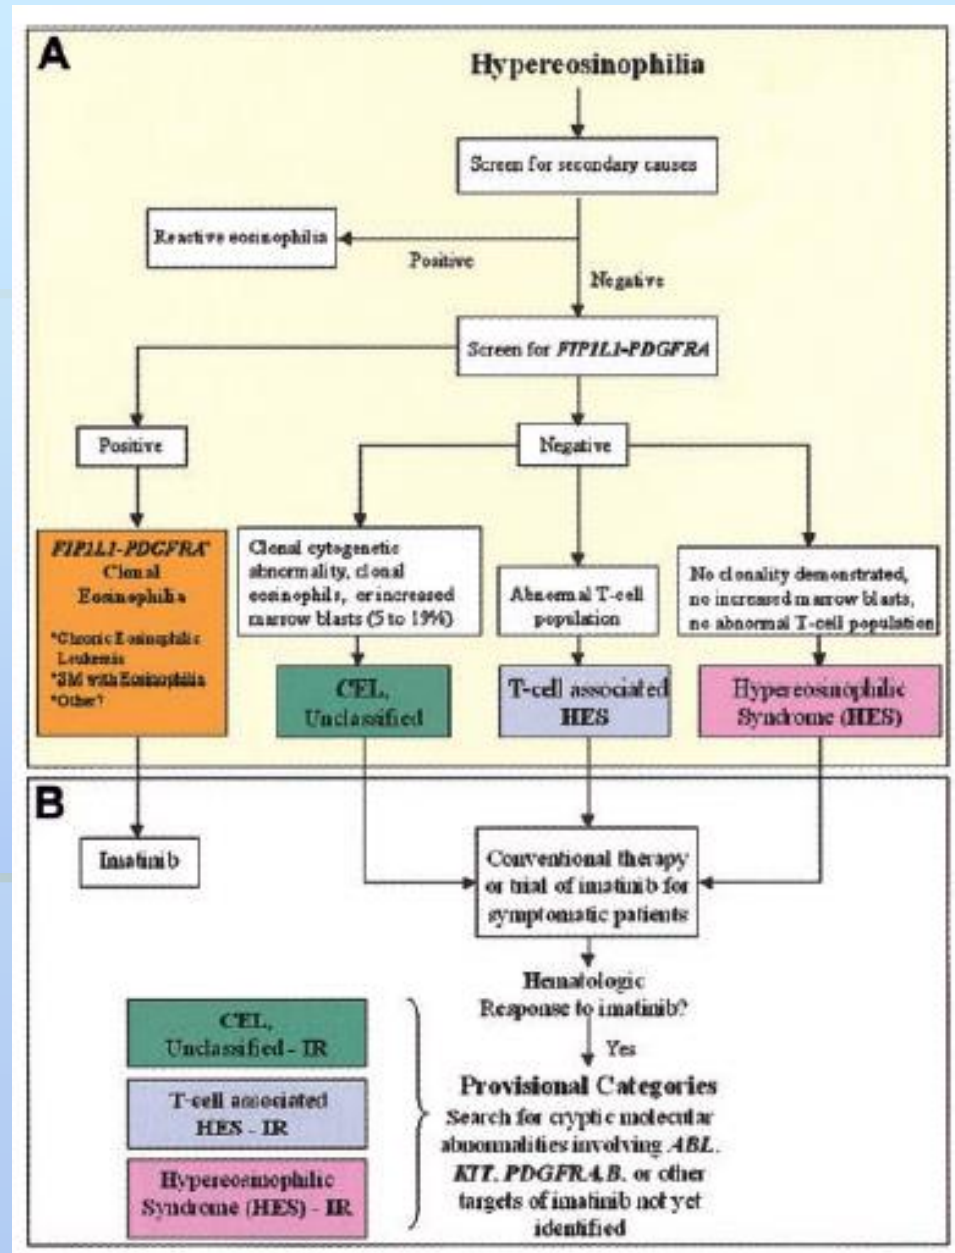 A
Hypereosinophilia
Screen for secondary causes
Reactive eosinophilia
Positive
Negative
Screen for FIP1L1-PDGFRA
Positive
Negative
FIP1L1-PDGFRA+
Clonal
Eosinophilia
*Chronic Eosinophilic
Leukemia
*SM with Eosinophilia
*Other?
Clonal cytogenetic
abnormality, clonal
eosinophils, or increased
marrow blasts (5 to 19%)
Abnormal T-cell
population
No clonality demonstrated,
no increased marrow blasts,
no abnormal T-cell population
CEL,
Unclassified
T-cell associated
HES
Hypereosinophilic
Syndrome (HES)
B
Imatinib
Conventional therapy
or trial of imatinib for
symptomatic patients
Hematologic
Response to imatinib?
Yes
CEL,
Unclassified - IR
T-cell associated
HES - IR
Hypereosinophilic
Syndrome (HES) - IR
Provisional Categories
Search for cryptic molecular
abnormalities involving ABL,
KIT, PDGFRA,B, or other
targets of imatinib not yet
identified